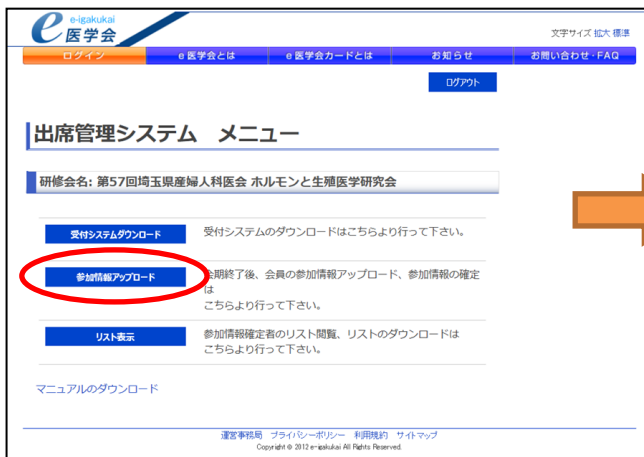 e-igakukai
e医学会
文字サイズ 拡大 標準
ログイン
e医学会とは
e医学会カードとは
お知らせ
お問い合わせ・FAQ
ログアウト
出席管理システム　メニュー
研修会名: 第57回埼玉県産婦人科医会 ホルモンと生殖医学研究会
受付システムダウンロード
受付システムのダウンロードはこちらより行って下さい。
参加情報アップロード
会期終了後、会員の参加情報アップロード、参加情報の確定
は
こちらより行って下さい。
リスト表示
参加情報確定者のリスト閲覧、リストのダウンロードは
こちらより行って下さい。
マニュアルのダウンロード
運営事務局　プライバシーポリシー　利用規約　サイトマップ
Copyright © 2012 e-igakukai All Rights Reserved.